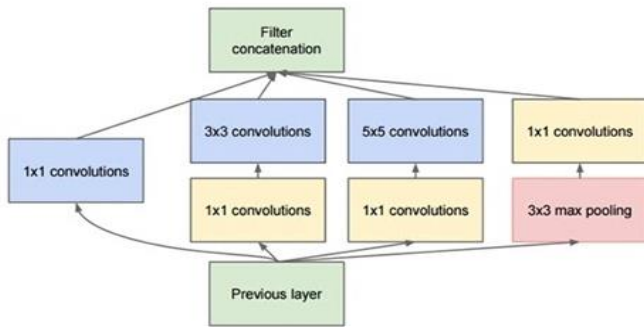 Filter
concatenation
3x3 convolutions
5x5 convolutions
1x1 convolutions
1x1 convolutions
1x1 convolutions
1x1 convolutions
3x3 max pooling
Previous layer